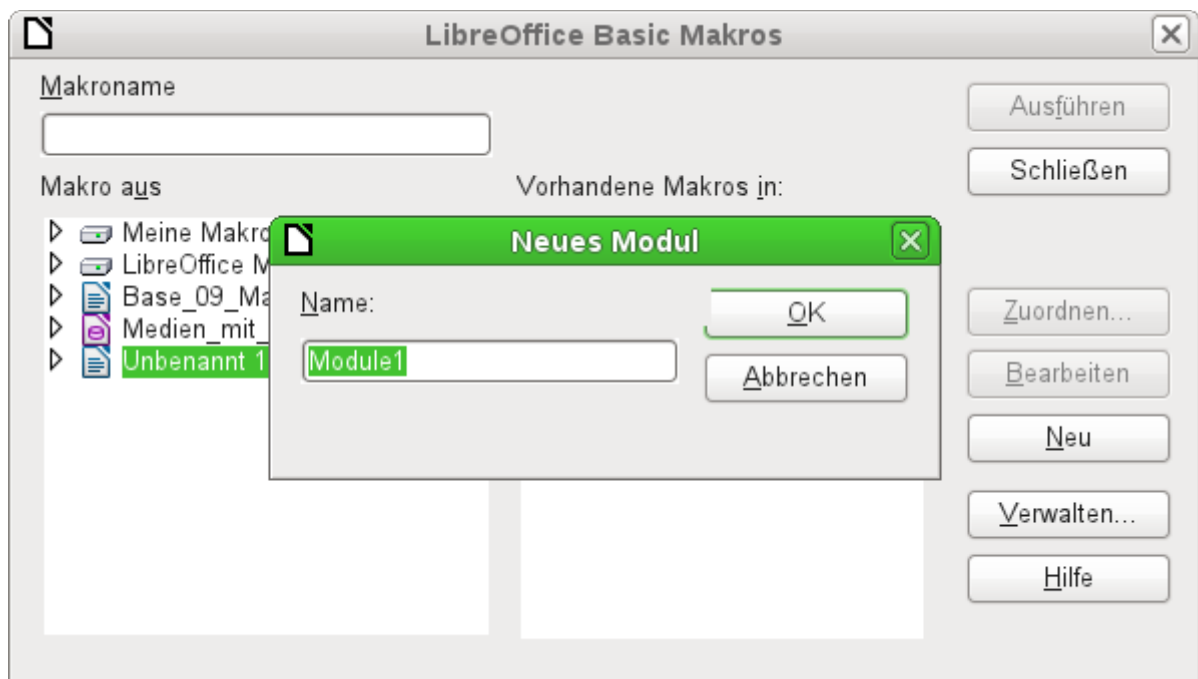 LibreOffice Basic Makros
Makroname
Ausführen
Schließen
Makro aus
Vorhandene Makros in:
Meine Makro
LibreOffice M
Base_09_Ma
Medien_mit_
Unbenannt 1
Neues Modul
Name:
Module1
OK
Abbrechen
Zuordnen...
Bearbeiten
Neu
Verwalten...
Hilfe